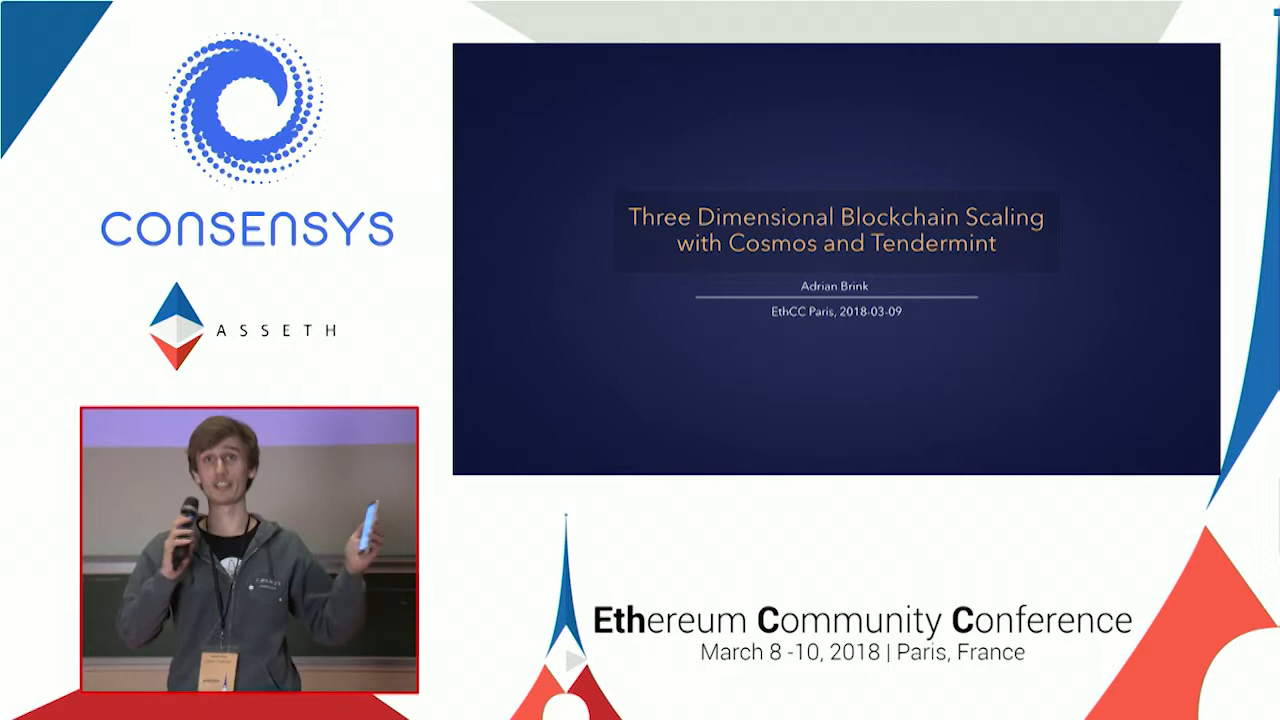 CONSENSYS
ASSETH
Three Dimensional Blockchain Scaling
with Cosmos and Tendermint
Adrian Brink
EthCC Paris, 2018-03-09
Ethereum Community Conference
March 8 -10, 2018 | Paris, France